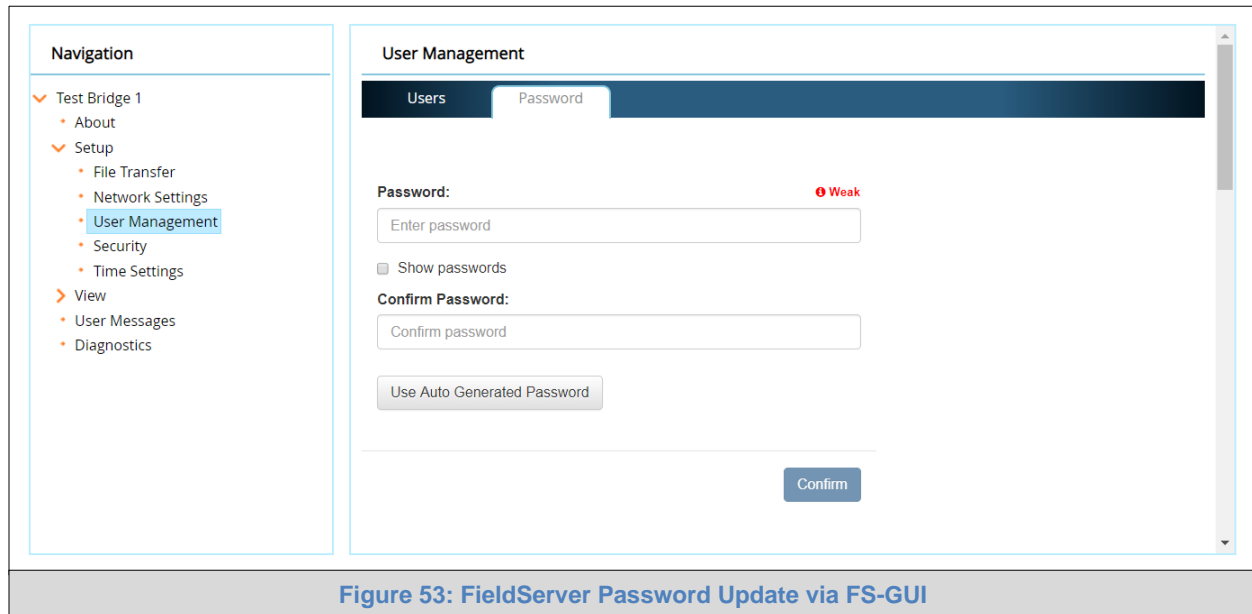 Navigation
Test Bridge 1
About
Setup
File Transfer
Network Settings
User Management
Security
Time Settings
View
User Messages
Diagnostics
User Management
Users Password
Password: Weak
Enter password
Show passwords
Confirm Password:
Confirm password
Use Auto Generated Password
Confirm
Figure 53: FieldServer Password Update via FS-GUI